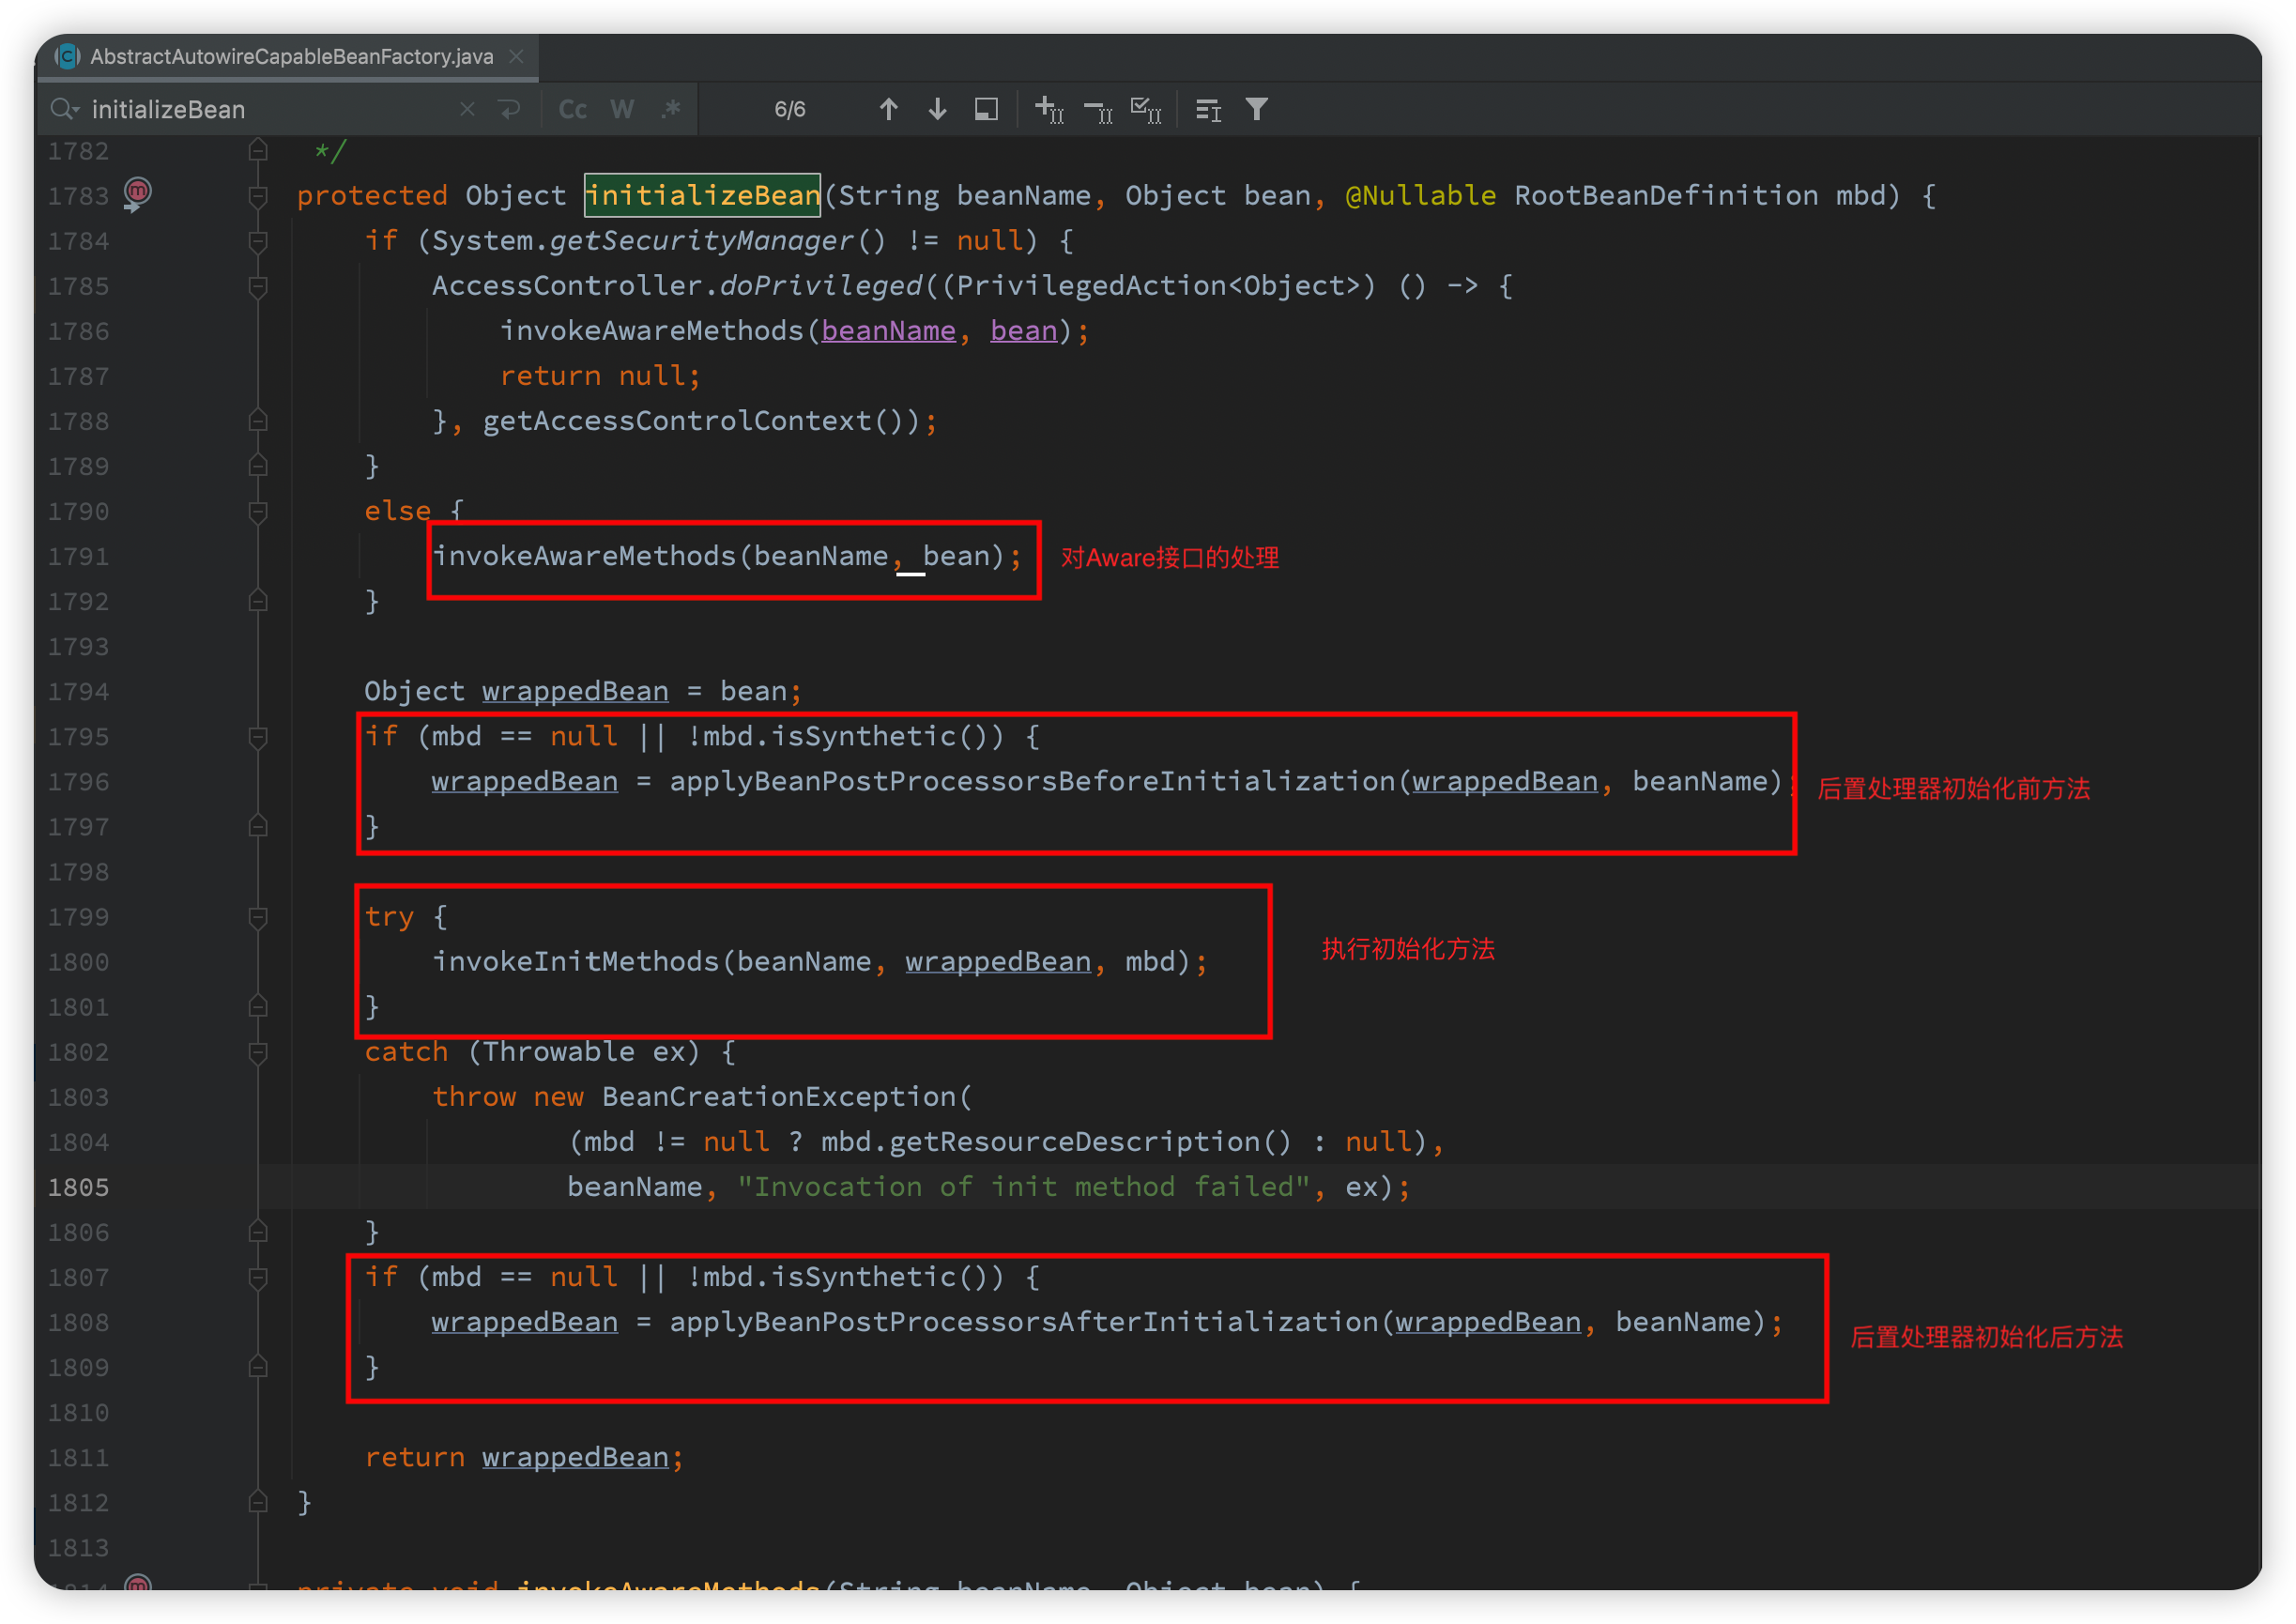 AbstractAutowireCapableBeanFactory.java
initializeBean Cc W .* 6/6
1782 */
1783 protected Object initializeBean(String beanName, Object bean, @Nullable RootBeanDefinition mbd) {
1784 if (System.getSecurityManager() != null) {
1785 AccessController.doPrivileged((PrivilegedAction<Object>) () -> {
1786 invokeAwareMethods(beanName, bean);
1787 return null;
1788 }, getAccessControlContext());
1789 }
1790 else {
1791 invokeAwareMethods(beanName, bean); 对Aware接口的处理
1792 }
1793
1794 Object wrappedBean = bean;
1795 if (mbd == null || !mbd.isSynthetic()) {
1796 wrappedBean = applyBeanPostProcessorsBeforeInitialization(wrappedBean, beanName); 后置处理器初始化前方法
1797 }
1798
1799 try {
1800 invokeInitMethods(beanName, wrappedBean, mbd); 执行初始化方法
1801 }
1802 catch (Throwable ex) {
1803 throw new BeanCreationException(
1804 (mbd != null ? mbd.getResourceDescription() : null),
1805 beanName, "Invocation of init method failed", ex);
1806 }
1807 if (mbd == null || !mbd.isSynthetic()) {
1808 wrappedBean = applyBeanPostProcessorsAfterInitialization(wrappedBean, beanName); 后置处理器初始化后方法
1809 }
1810
1811 return wrappedBean;
1812 }
1813
1814 private void invokeAwareMethods(String beanName, Object bean) {